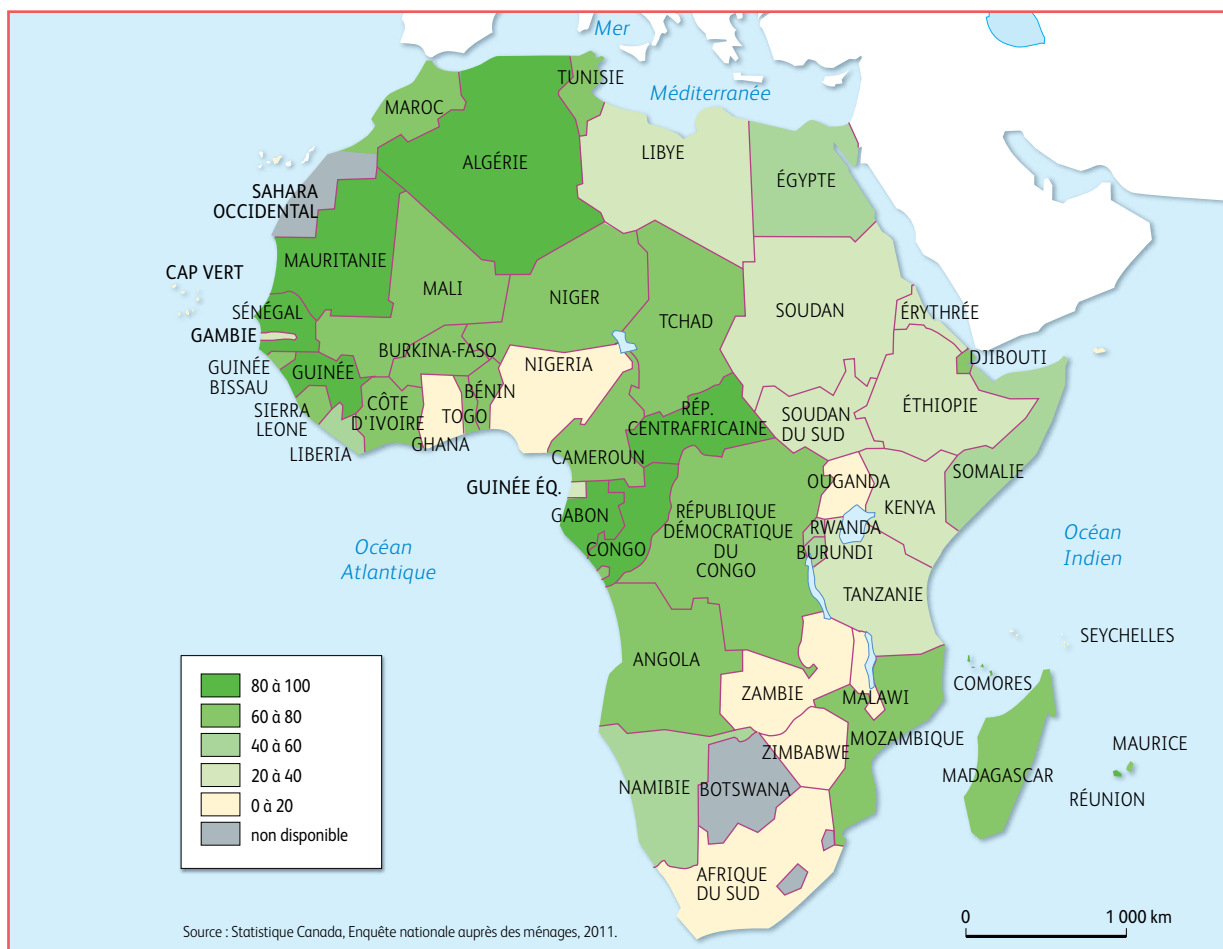 Mer
Méditerranée
TUNISIE
MAROC
ALGÉRIE
LIBYE
ÉGYPTE
SAHARA
OCCIDENTAL
MAURITANIE
CAP VERT
MALI
NIGER
TCHAD
SOUDAN
ÉRYTHRÉE
SÉNÉGAL
GAMBIE
BURKINA-FASO
NIGERIA
DJIBOUTI
GUINÉE
BISSAU
GUINÉE
BÉNIN
CÔTE
D'IVOIRE
TOGO
GHANA
RÉP.
CENTRAFRICAINE
SOUDAN
DU SUD
ÉTHIOPIE
SIERRA
LEONE
LIBERIA
CAMEROUN
SOMALIE
GUINÉE ÉQ.
OUGANDA
KENYA
GABON
RÉPUBLIQUE
DÉMOCRATIQUE
DU
CONGO
RWANDA
BURUNDI
CONGO
Océan
Atlantique
Océan
Indien
TANZANIE
SEYCHELLES
ANGOLA
COMORES
ZAMBIE
MALAWI
MOZAMBIQUE
ZIMBABWE
MAURICE
MADAGASCAR
RÉUNION
NAMIBIE
BOTSWANA
AFRIQUE
DU SUD
80 à 100
60 à 80
40 à 60
20 à 40
0 à 20
non disponible
0 1 000 km
Source : Statistique Canada, Enquête nationale auprès des ménages, 2011.